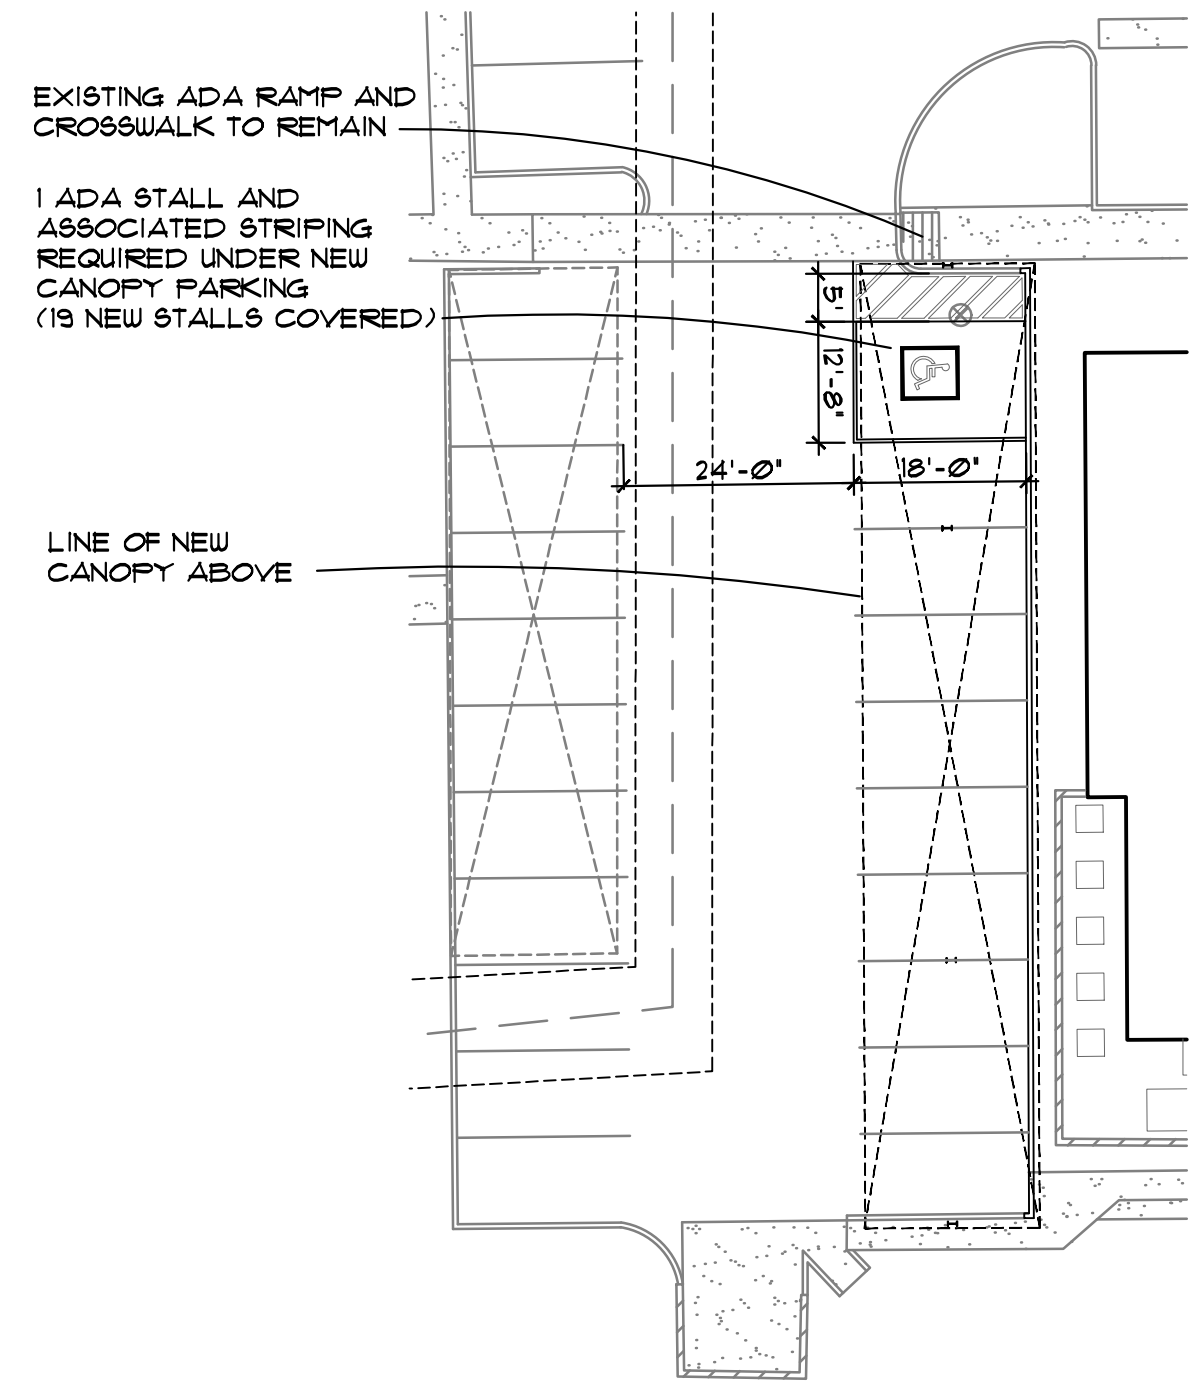 EXISTING ADA RAMP AND
CROSSWALK TO REMAIN
1 ADA STALL AND
ASSOCIATED STRIPING
REQUIRED UNDER NEW
CANOPY PARKING
(19 NEW STALLS COVERED)
5'
12'-8"
24'-0"
18'-0"
LINE OF NEW
CANOPY ABOVE